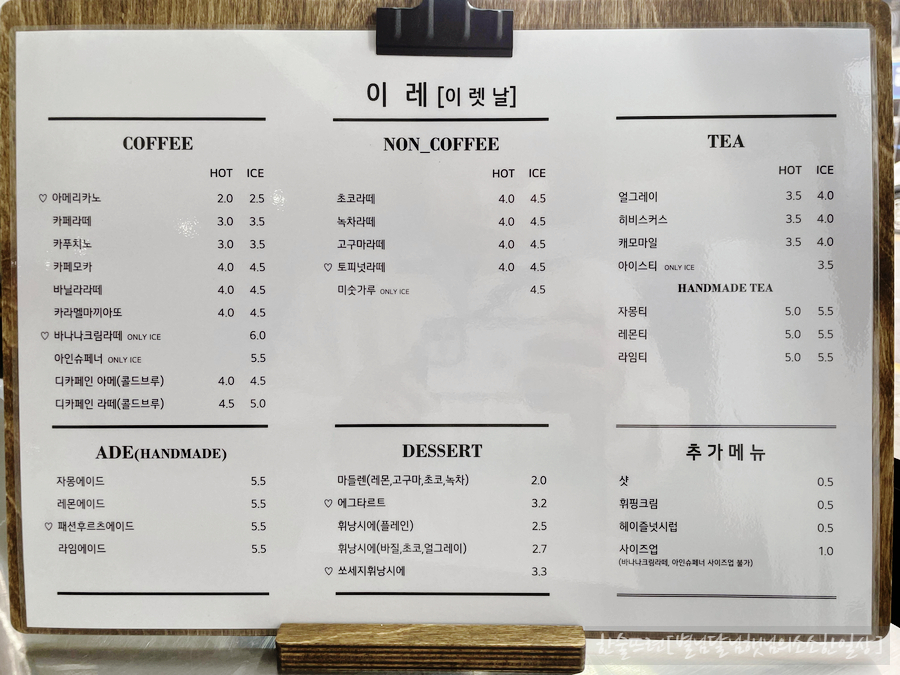 이 레 [이 렛 날]
COFFEE
HOT ICE
♡ 아메리카노 2.0 2.5
카페라떼 3.0 3.5
카푸치노 3.0 3.5
카페모카 4.0 4.5
바닐라라떼 4.0 4.5
카라멜마끼아또 4.0 4.5
♡ 바나나크림라떼 ONLY ICE 6.0
아인슈페너 ONLY ICE 5.5
디카페인 아메(콜드브루) 4.0 4.5
디카페인 라떼(콜드브루) 4.5 5.0
NON_COFFEE
HOT ICE
초코라떼 4.0 4.5
녹차라떼 4.0 4.5
고구마라떼 4.0 4.5
♡ 토피넛라떼 4.0 4.5
미숫가루 ONLY ICE 4.5
TEA
HOT ICE
얼그레이 3.5 4.0
히비스커스 3.5 4.0
캐모마일 3.5 4.0
아이스티 ONLY ICE 3.5
HANDMADE TEA
자몽티 5.0 5.5
레몬티 5.0 5.5
라임티 5.0 5.5
ADE(HANDMADE)
자몽에이드 5.5
레몬에이드 5.5
♡ 패션후르츠에이드 5.5
라임에이드 5.5
DESSERT
마들렌(레몬,고구마,초코,녹차) 2.0
♡ 에그타르트 3.2
휘낭시에(플레인) 2.5
휘낭시에(바질,초코,얼그레이) 2.7
♡ 쏘세지휘낭시에 3.3
추가메뉴
샷 0.5
휘핑크림 0.5
헤이즐넛시럽 0.5
사이즈업 1.0
(바나나크림라떼, 아인슈페너 사이즈업 불가)
한술뜨던[별님달님햇님의소소한일상]